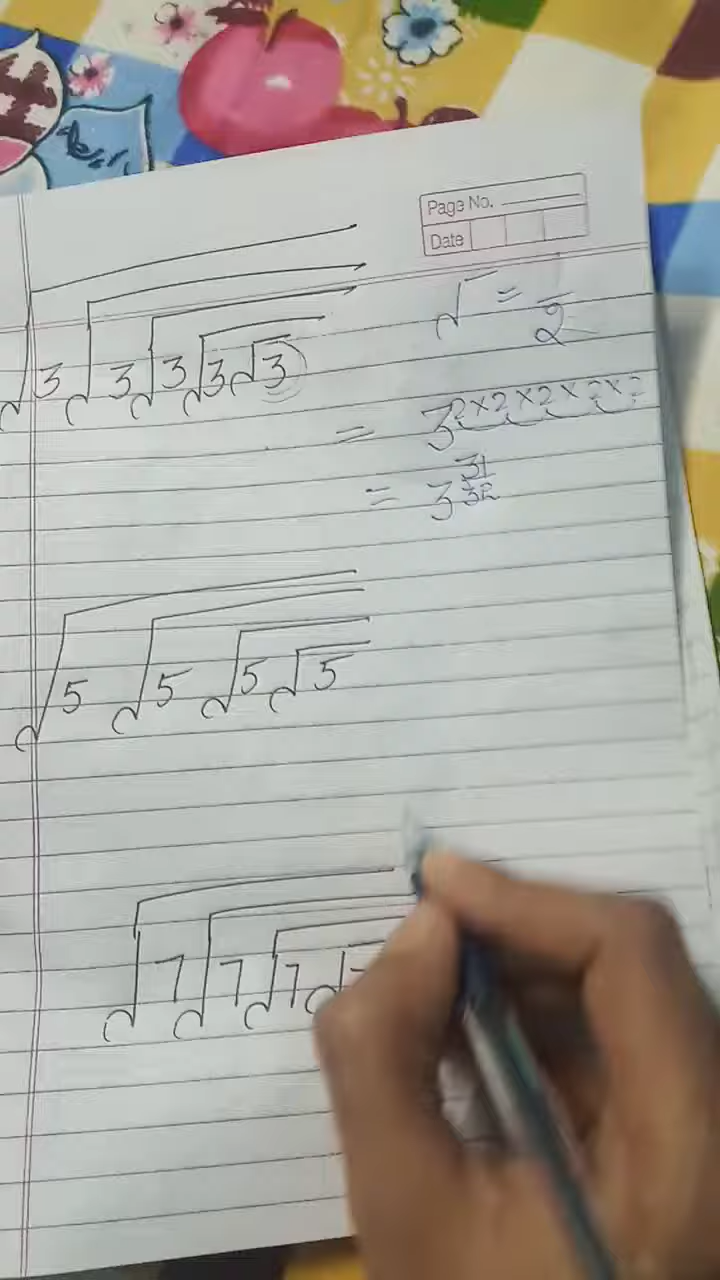 Page No.
Date
√3√3√3√3√3
√ = 2
= 3^2×2×2×2×2
= 3^31/32
√5√5√5√5
√7√7√7√